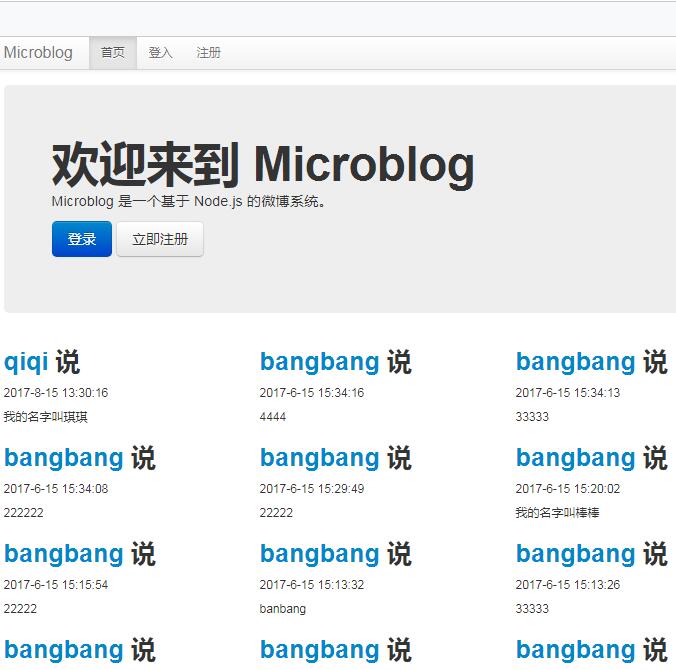 Microblog 首页 登入 注册
欢迎来到 Microblog
Microblog 是一个基于 Node.js 的微博系统。
登录 立即注册
qiqi 说 bangbang 说 bangbang 说
2017-8-15 13:30:16 2017-6-15 15:34:16 2017-6-15 15:34:13
我的名字叫琪琪 4444 33333
bangbang 说 bangbang 说 bangbang 说
2017-6-15 15:34:08 2017-6-15 15:29:49 2017-6-15 15:20:02
222222 22222 我的名字叫棒棒
bangbang 说 bangbang 说 bangbang 说
2017-6-15 15:15:54 2017-6-15 15:13:32 2017-6-15 15:13:26
22222 banbang 33333
bangbang 说 bangbang 说 bangbang 说